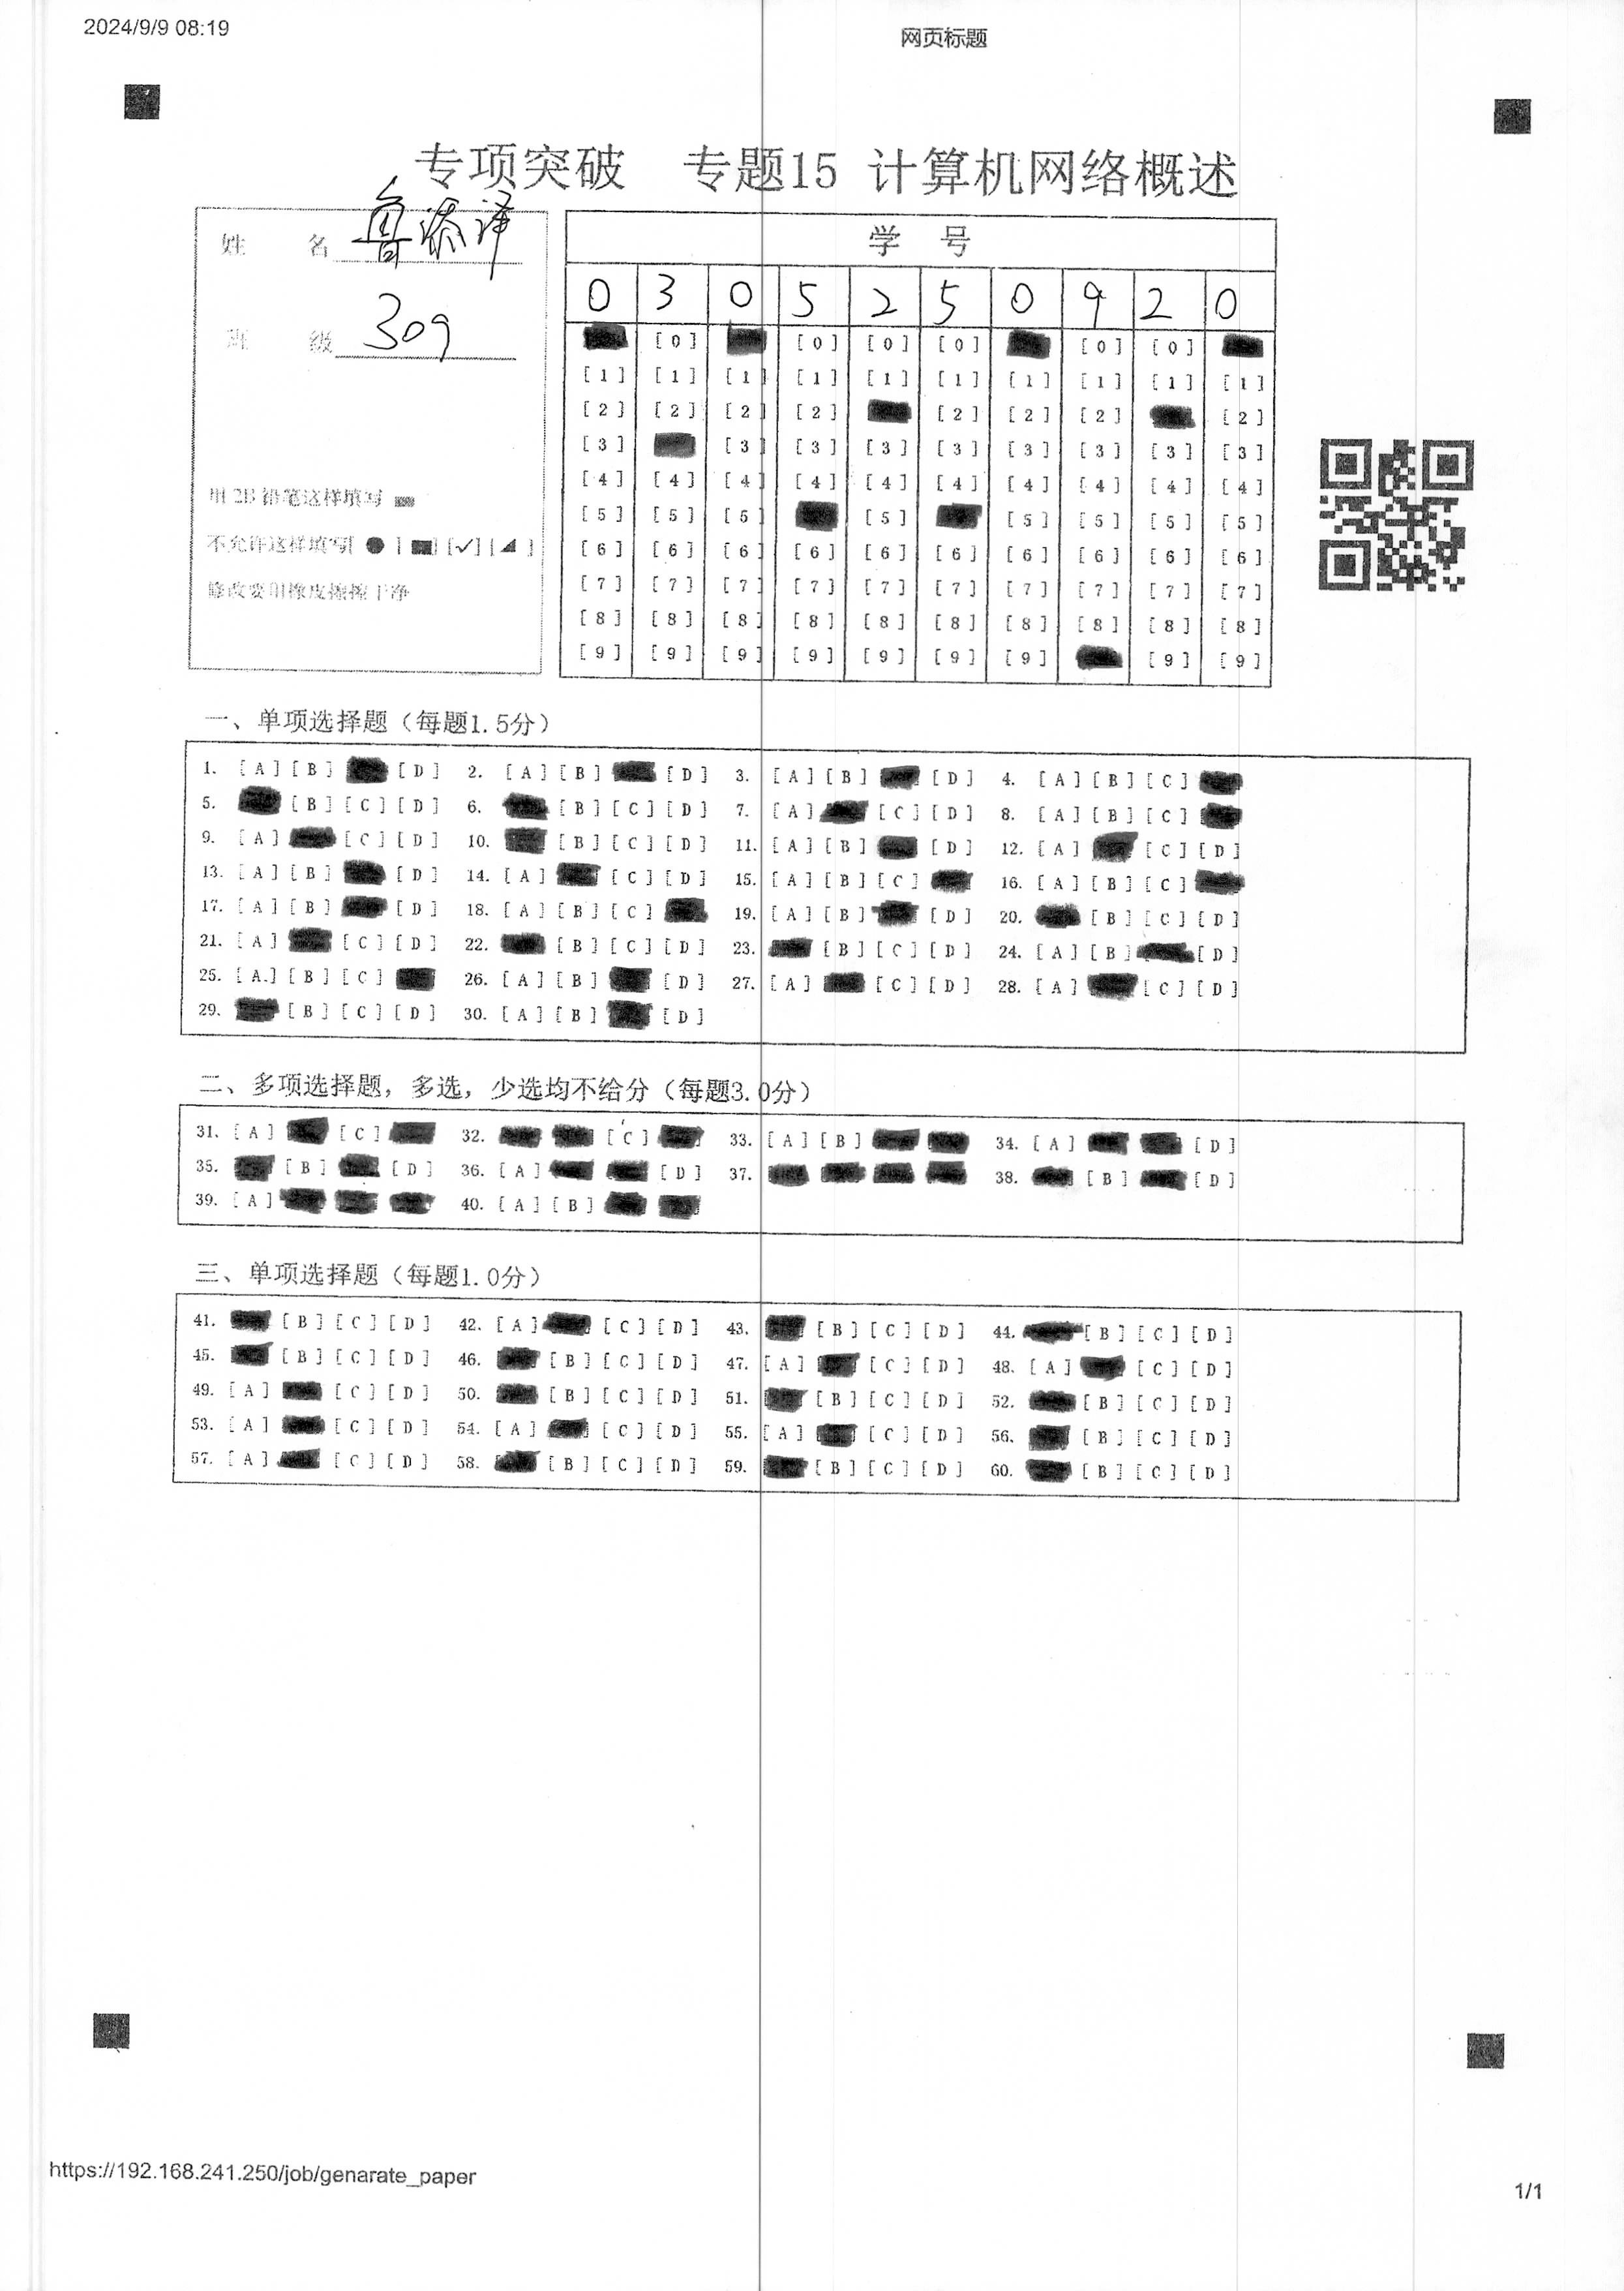 2024/9/9 08:19
网页标题
专项突破 专题15 计算机网络概述
姓 名 鲁添译
班 级 309
用 2B 铅笔这样填写
不允许这样填写[●] [■] [✓] [◢]
修改要用橡皮擦擦干净
学 号
0 3 0 5 2 5 0 9 2 0
[0] [0] [0] [0] [0] [0]
[1] [1] [1] [1] [1] [1] [1] [1] [1] [1]
[2] [2] [2] [2] [2] [2] [2] [2]
[3] [3] [3] [3] [3] [3] [3] [3] [3]
[4] [4] [4] [4] [4] [4] [4] [4] [4] [4]
[5] [5] [5] [5] [5] [5] [5] [5]
[6] [6] [6] [6] [6] [6] [6] [6] [6] [6]
[7] [7] [7] [7] [7] [7] [7] [7] [7] [7]
[8] [8] [8] [8] [8] [8] [8] [8] [8] [8]
[9] [9] [9] [9] [9] [9] [9] [9] [9]
一、单项选择题（每题1.5分）
1. [A] [B] [D] 2. [A] [B] [D] 3. [A] [B] [D] 4. [A] [B] [C]
5. [B] [C] [D] 6. [B] [C] [D] 7. [A] [C] [D] 8. [A] [B] [C]
9. [A] [C] [D] 10. [B] [C] [D] 11. [A] [B] [D] 12. [A] [C] [D]
13. [A] [B] [D] 14. [A] [C] [D] 15. [A] [B] [C] 16. [A] [B] [C]
17. [A] [B] [D] 18. [A] [B] [C] 19. [A] [B] [D] 20. [B] [C] [D]
21. [A] [C] [D] 22. [B] [C] [D] 23. [B] [C] [D] 24. [A] [B] [D]
25. [A] [B] [C] 26. [A] [B] [D] 27. [A] [C] [D] 28. [A] [C] [D]
29. [B] [C] [D] 30. [A] [B] [D]
二、多项选择题，多选，少选均不给分（每题3.0分）
31. [A] [C] 32. [C] 33. [A] [B] 34. [A] [D]
35. [B] [D] 36. [A] [D] 37. 38. [B] [D]
39. [A] 40. [A] [B]
三、单项选择题（每题1.0分）
41. [B] [C] [D] 42. [A] [C] [D] 43. [B] [C] [D] 44. [B] [C] [D]
45. [B] [C] [D] 46. [B] [C] [D] 47. [A] [C] [D] 48. [A] [C] [D]
49. [A] [C] [D] 50. [B] [C] [D] 51. [B] [C] [D] 52. [B] [C] [D]
53. [A] [C] [D] 54. [A] [C] [D] 55. [A] [C] [D] 56. [B] [C] [D]
57. [A] [C] [D] 58. [B] [C] [D] 59. [B] [C] [D] 60. [B] [C] [D]
https://192.168.241.250/job/genarate_paper
1/1